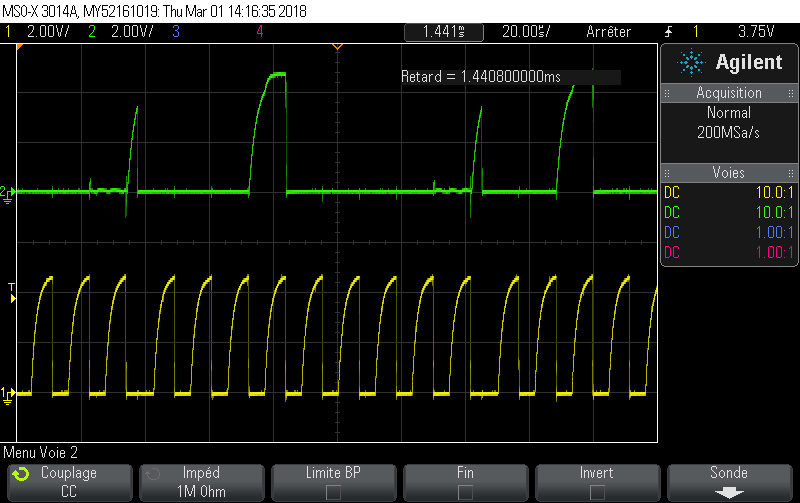 MSO-X 3014A, MY52161019: Thu Mar 01 14:16:35 2018
1 2.00V/ 2 2.00V/ 3 4 1.441ms 20.00s/ Arrêter 1 3.75V
Retard = 1.440800000ms
Agilent
Acquisition
Normal
200MSa/s
Voies
DC 10.0:1
DC 10.0:1
DC 1.00:1
DC 1.00:1
2
T
1
Menu Voie 2
Couplage
CC
Impéd
1M Ohm
Limite BP
Fin
Invert
Sonde